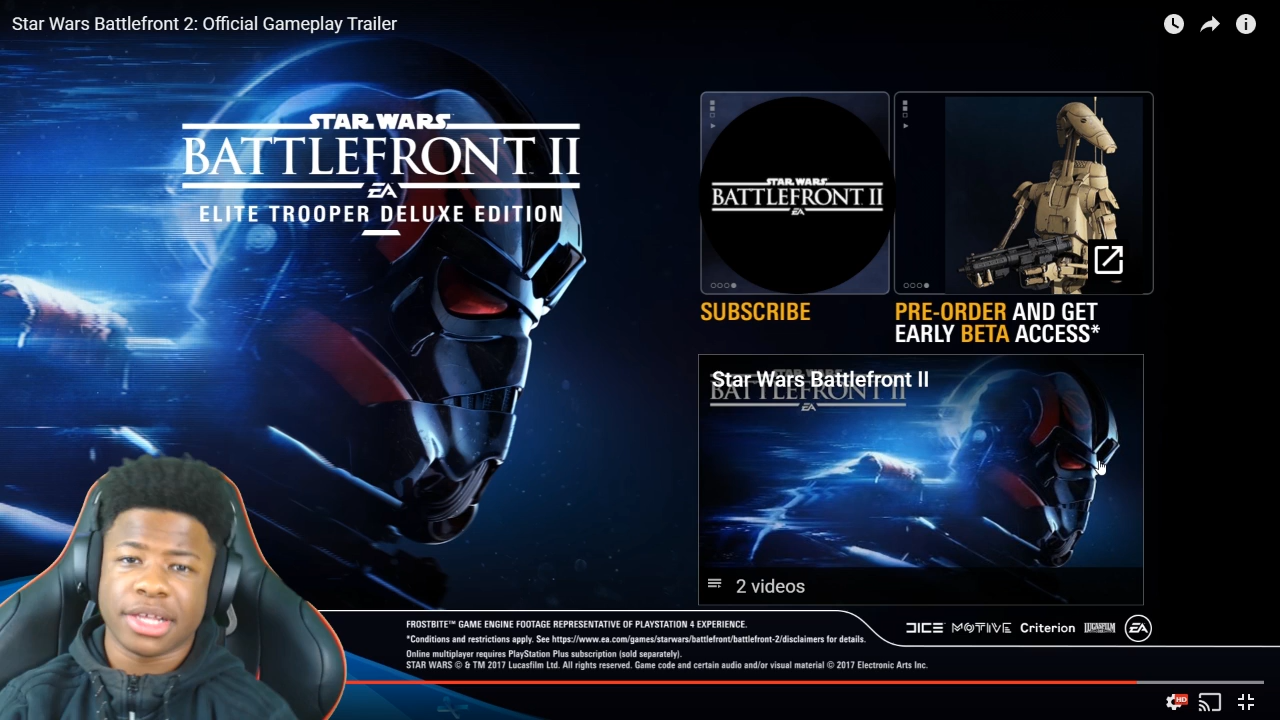 Star Wars Battlefront 2: Official Gameplay Trailer
STAR WARS
BATTLEFRONT II
EA
ELITE TROOPER DELUXE EDITION
STAR WARS
BATTLEFRONT II
EA
SUBSCRIBE
PRE-ORDER AND GET
EARLY BETA ACCESS*
Star Wars Battlefront II
BATTLEFRONT II
EA
2 videos
FROSTBITE™ GAME ENGINE FOOTAGE REPRESENTATIVE OF PLAYSTATION 4 EXPERIENCE.
*Conditions and restrictions apply. See https://www.ea.com/games/starwars/battlefront/battlefront-2/disclaimers for details.
Online multiplayer requires PlayStation Plus subscription (sold separately).
STAR WARS © & TM 2017 Lucasfilm Ltd. All rights reserved. Game code and certain audio and/or visual material © 2017 Electronic Arts Inc.
DICE MOTIVE Criterion LUCASFILM EA
HD